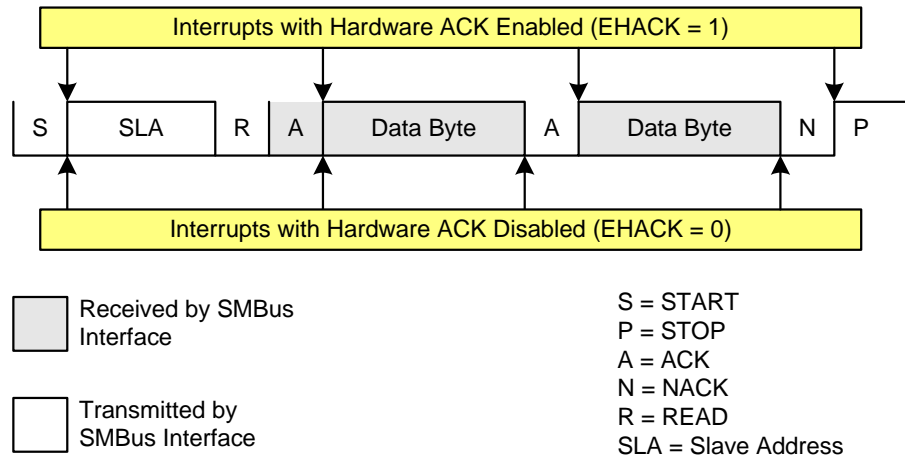 Interrupts with Hardware ACK Enabled (EHACK = 1)
S SLA R A Data Byte A Data Byte N P
Interrupts with Hardware ACK Disabled (EHACK = 0)
Received by SMBus
Interface
Transmitted by
SMBus Interface
S = START
P = STOP
A = ACK
N = NACK
R = READ
SLA = Slave Address